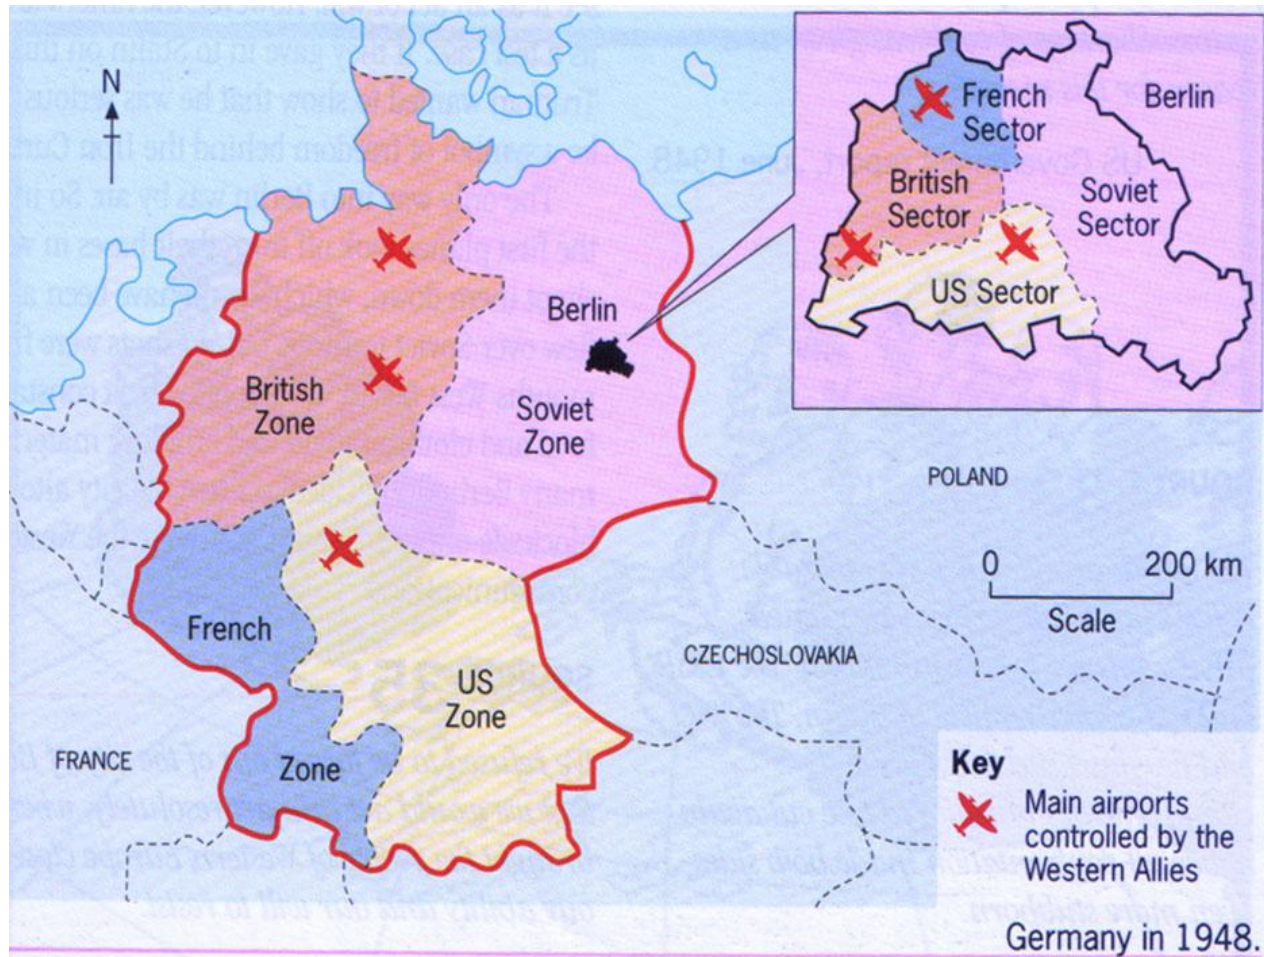 N
British
Zone
Berlin
Soviet
Zone
French
Zone
US
Zone
FRANCE
CZECHOSLOVAKIA
POLAND
French
Sector
Berlin
British
Sector
Soviet
Sector
US Sector
0 200 km
Scale
Key
Main airports
controlled by the
Western Allies
Germany in 1948.